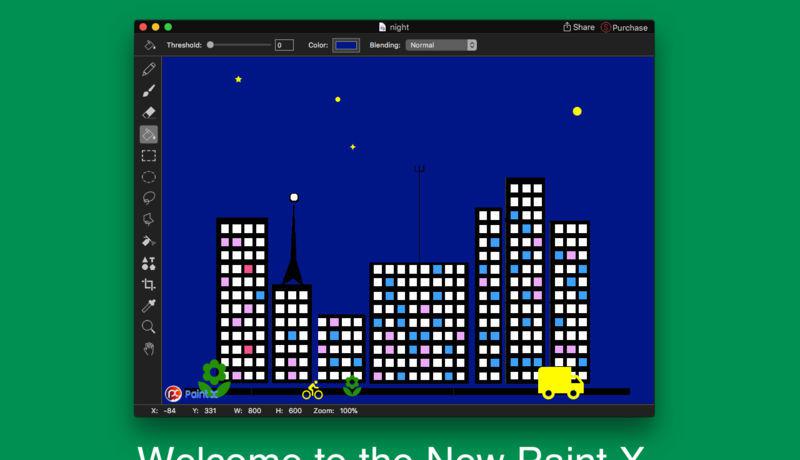 night
Share
Purchase
Threshold: 0 Color: Blending: Normal
Paint X
X: -84 Y: 331 W: 800 H: 600 Zoom: 100%
Welcome to the New Paint X